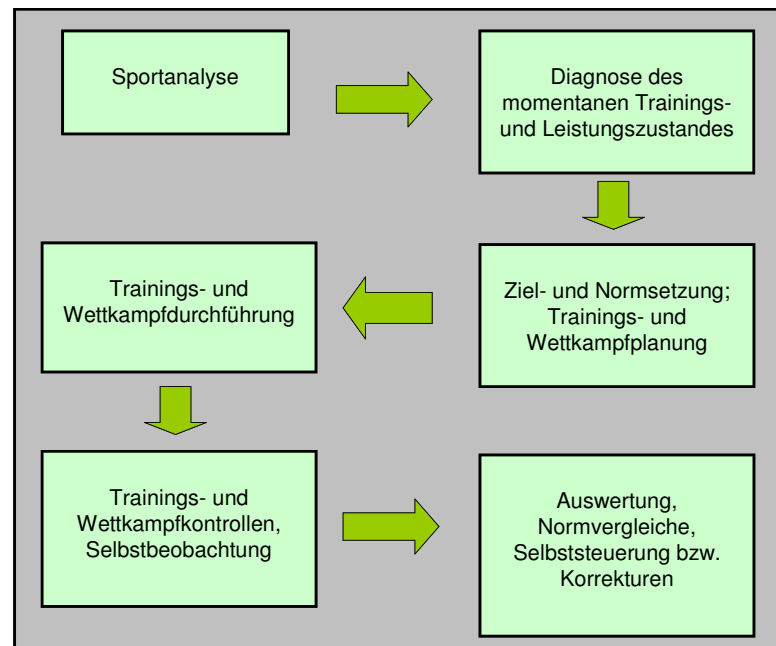 Sportanalyse
Diagnose des
momentanen Trainings-
und Leistungszustandes
Ziel- und Normsetzung;
Trainings- und
Wettkampfplanung
Trainings- und
Wettkampfdurchführung
Trainings- und
Wettkampfkontrollen,
Selbstbeobachtung
Auswertung,
Normvergleiche,
Selbststeuerung bzw.
Korrekturen